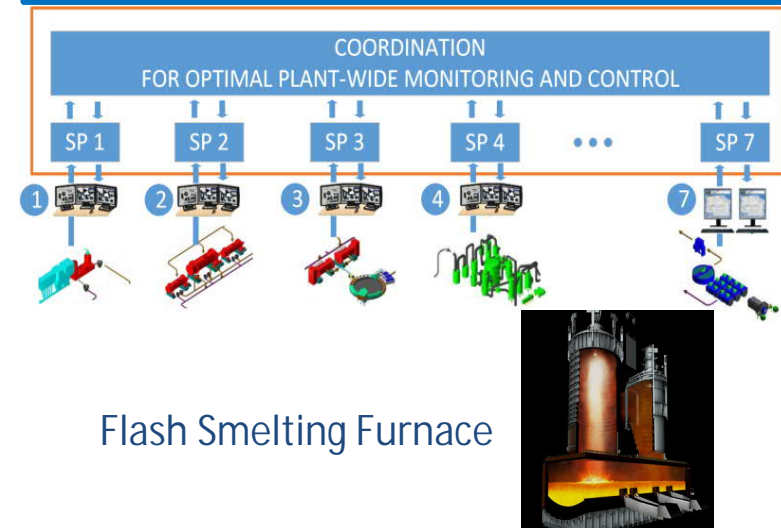 COORDINATION
FOR OPTIMAL PLANT-WIDE MONITORING AND CONTROL
SP 1 SP 2 SP 3 SP 4 ••• SP 7
1 2 3 4 7
Flash Smelting Furnace